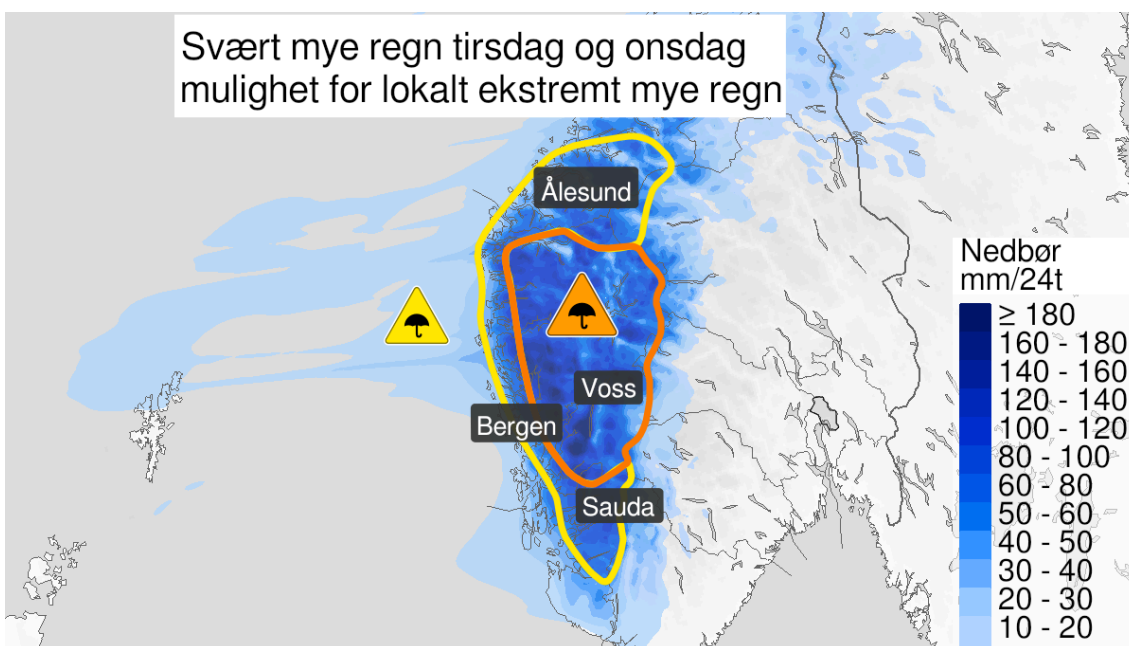 Svært mye regn tirsdag og onsdag
mulighet for lokalt ekstremt mye regn
Ålesund
Voss
Bergen
Sauda
Nedbør
mm/24t
≥ 180
160 - 180
140 - 160
120 - 140
100 - 120
80 - 100
60 - 80
50 - 60
40 - 50
30 - 40
20 - 30
10 - 20